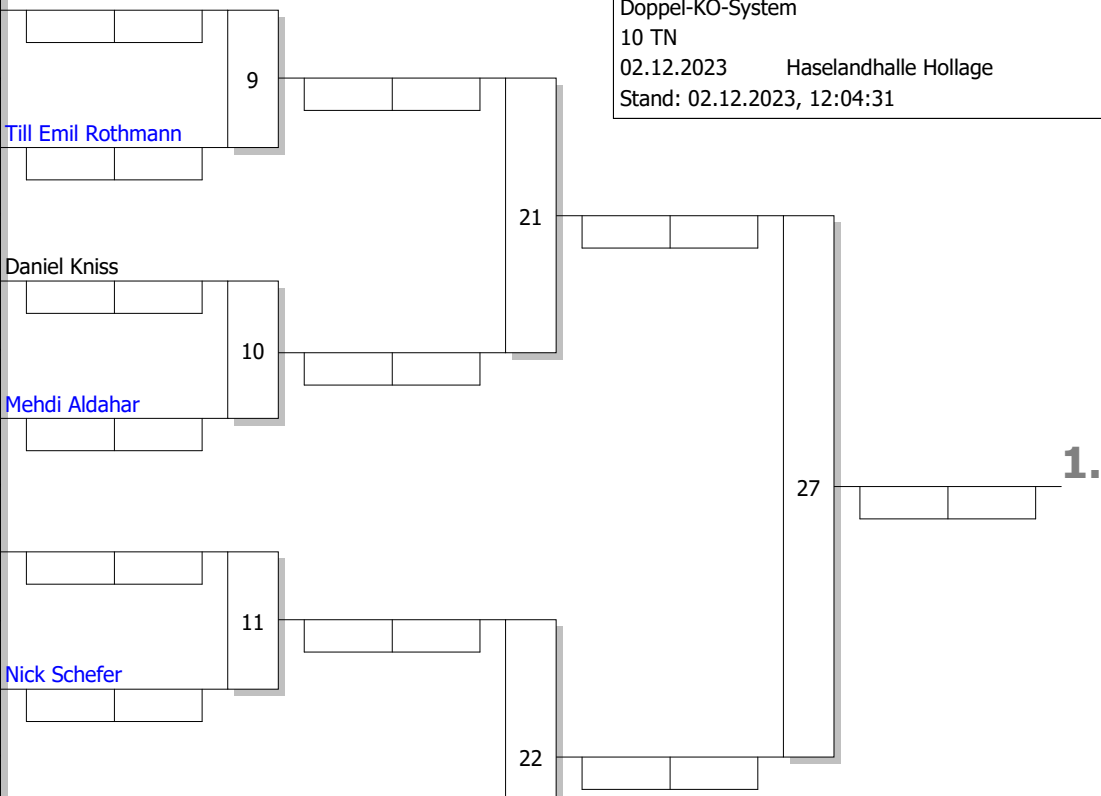 Doppel-KO-System
10 TN
02.12.2023 Haselandhalle Hollage
Stand: 02.12.2023, 12:04:31
9
Till Emil Rothmann
21
Daniel Kniss
10
Mehdi Aldahar
1.
27
11
Nick Schefer
22